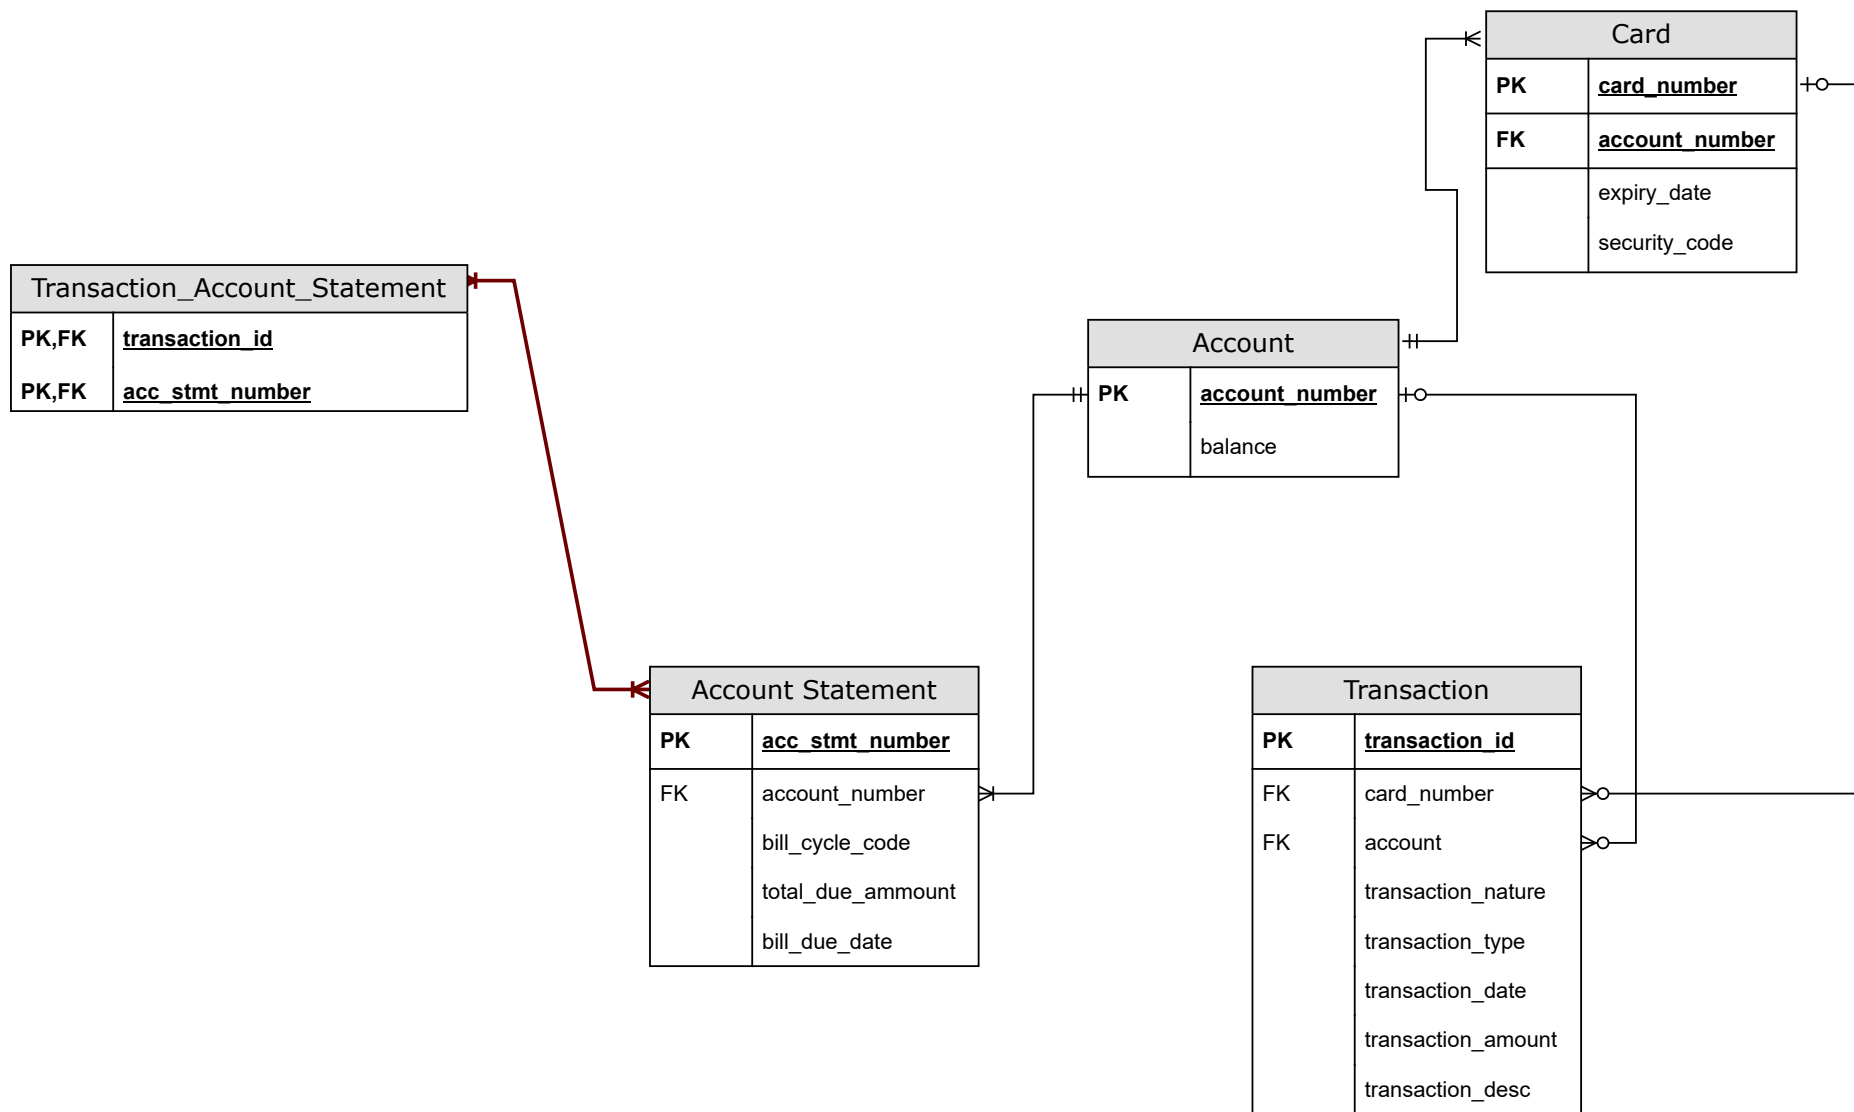 Card
PK card_number
FK account_number
expiry_date
security_code
Transaction_Account_Statement
PK,FK transaction_id
PK,FK acc_stmt_number
Account
PK account_number
balance
Account Statement
PK acc_stmt_number
FK account_number
bill_cycle_code
total_due_ammount
bill_due_date
Transaction
PK transaction_id
FK card_number
FK account
transaction_nature
transaction_type
transaction_date
transaction_amount
transaction_desc